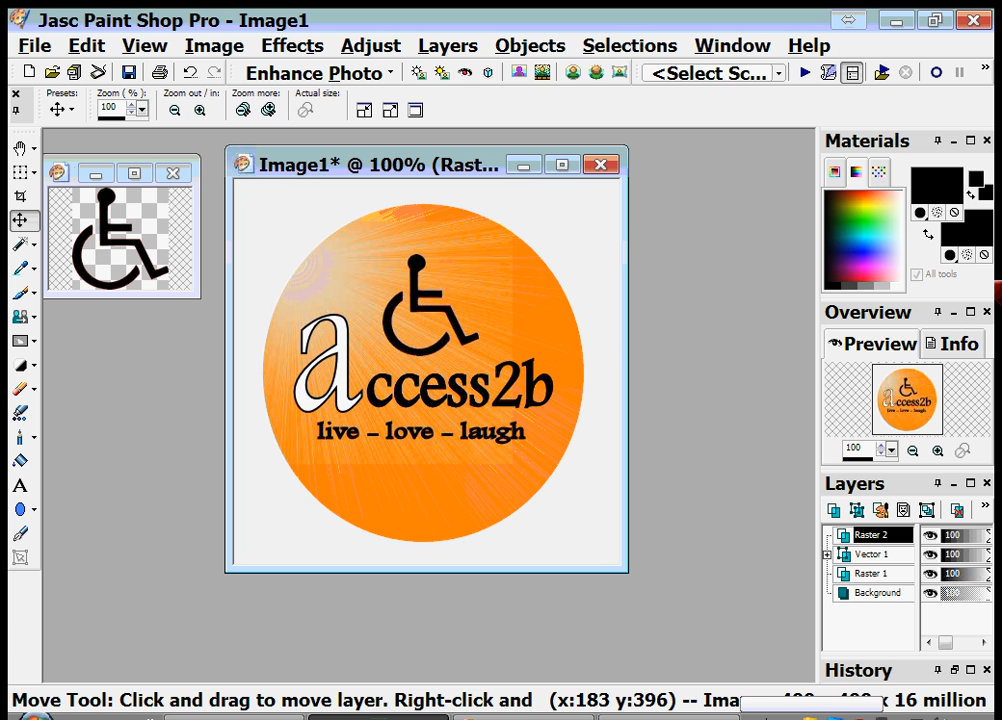 Jasc Paint Shop Pro - Image1
File Edit View Image Effects Adjust Layers Objects Selections Window Help
Enhance Photo <Select Sc...
Presets: Zoom ( % ): Zoom out / in: Zoom more: Actual size:
100
Image1* @ 100% (Rast...
access2b
live – love – laugh
Materials
All tools
Overview
Preview Info
access2b
live - love - laugh
100
Layers
Raster 2 100
Vector 1 100
Raster 1 100
Background 100
History
Move Tool: Click and drag to move layer. Right-click and (x:183 y:396) -- Ima x 16 million